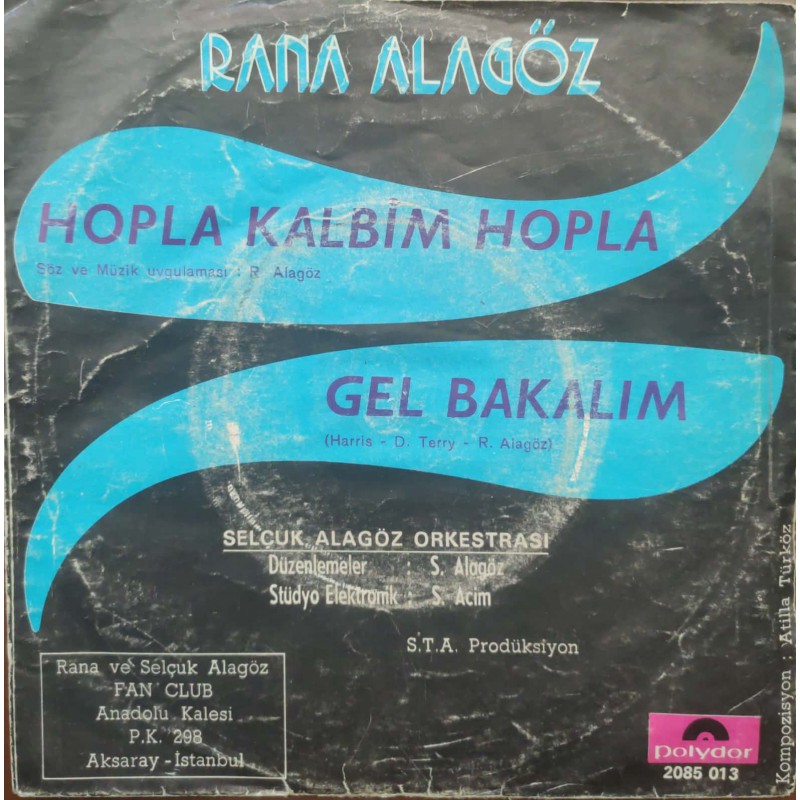 RANA ALAGÖZ
HOPLA KALBİM HOPLA
Söz ve Müzik uygulaması : R. Alagöz
GEL BAKALIM
(Harris - D. Terry - R. Alagöz)
SELÇUK ALAGÖZ ORKESTRASI
Düzenlemeler : S. Alagöz
Stüdyo Elektronik : S. Acim
S.T.A. Prodüksiyon
Rana ve Selçuk Alagöz
FAN CLUB
Anadolu Kalesi
P.K. 298
Aksaray - İstanbul
polydor
2085 013
Kompozisyon : Atilla Türköz